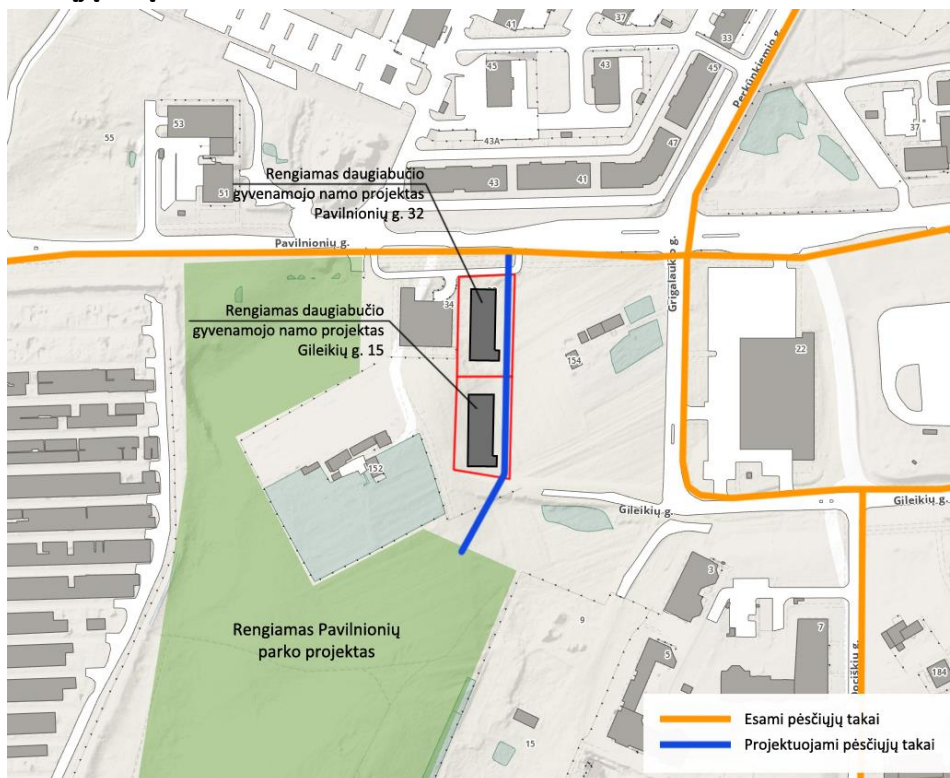 41
37
33
Perkūnkiemio g.
45
43
45
37
55
53
43A
47
51
43
41
Rengiamas daugiabučio
gyvenamo namo projektas
Pavilnionių g. 32
Pavilnionių g.
Grigalaukio g.
34
Rengiamas daugiabučio
gyvenamojo namo projektas
Gileikių g. 15
154
22
152
Gileikių g.
Gileikių g.
3
9
7
5
Rengiamas Pavilnionių
parko projektas
184
15
Esami pėsčiųjų takai
Projektuojami pėsčiųjų takai